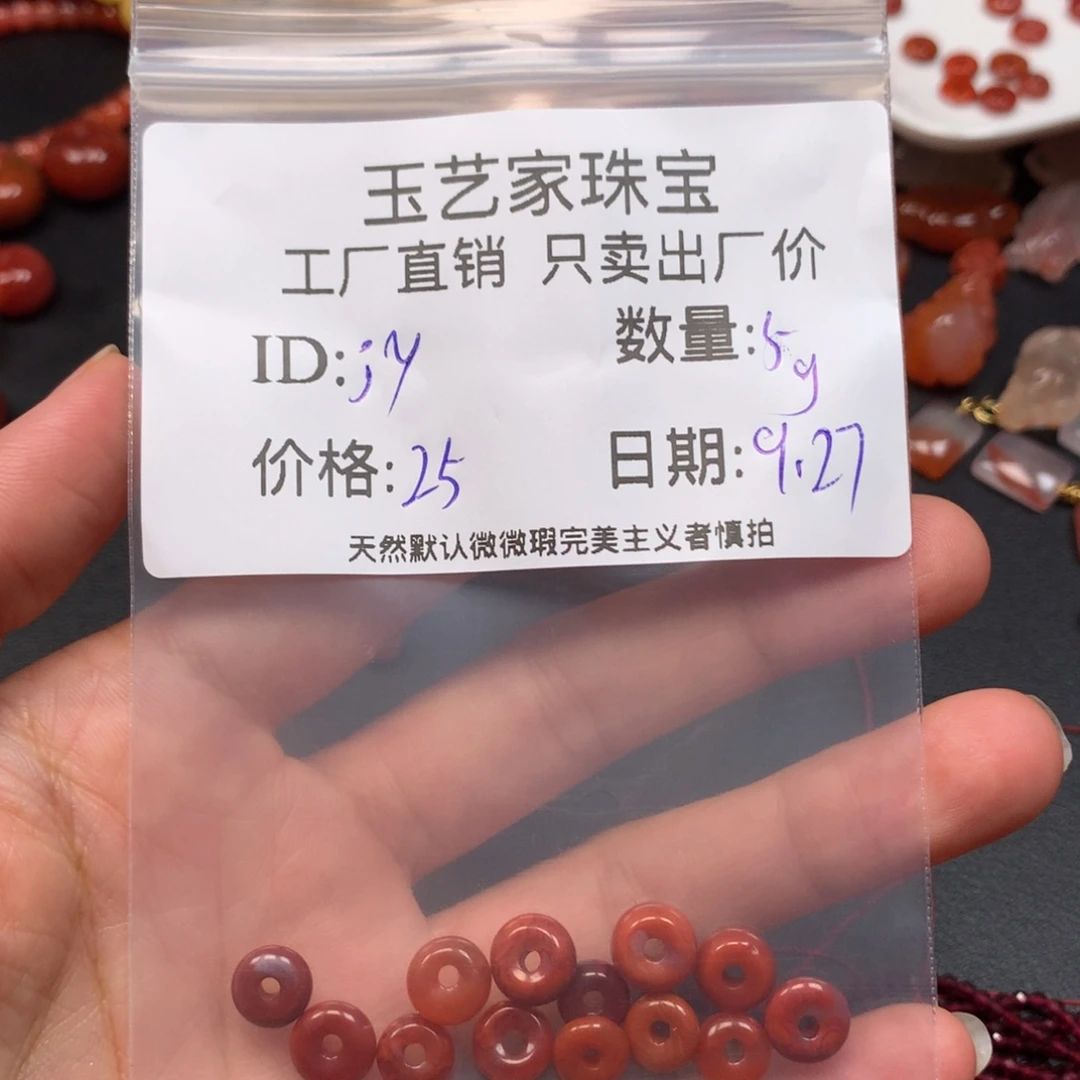 玉艺家珠宝
工厂直销 只卖出厂价
ID:jy 数量:5g
价格:25 日期:9.27
天然默认微微瑕完美主义者慎拍